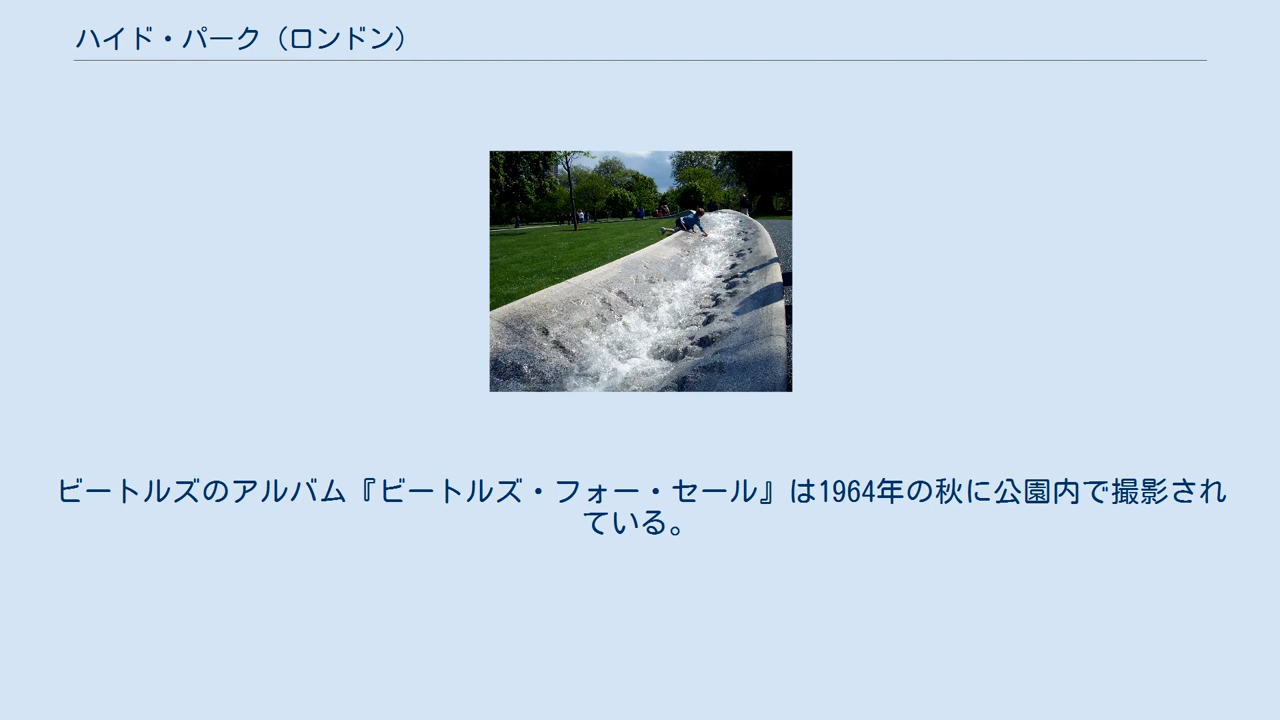 ハイド・パーク（ロンドン）
ビートルズのアルバム『ビートルズ・フォー・セール』は1964年の秋に公園内で撮影され
ている。